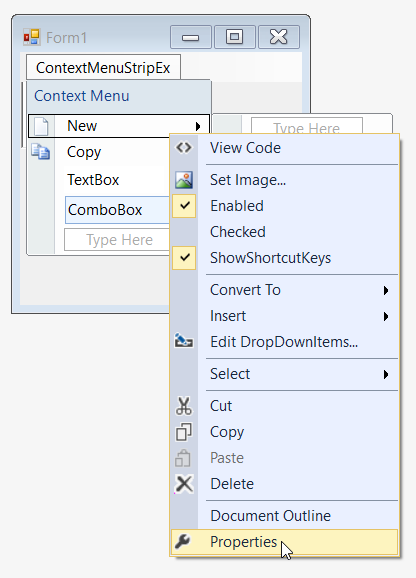 Form1
ContextMenuStripEx
Context Menu
New
Type Here
Copy
TextBox
ComboBox
Type Here
View Code
Set Image...
Enabled
Checked
ShowShortcutKeys
Convert To
Insert
Edit DropDownItems...
Select
Cut
Copy
Paste
Delete
Document Outline
Properties